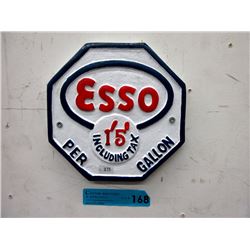 ESSO
1'5'
INCLUDING TAX
PER GALLON
168